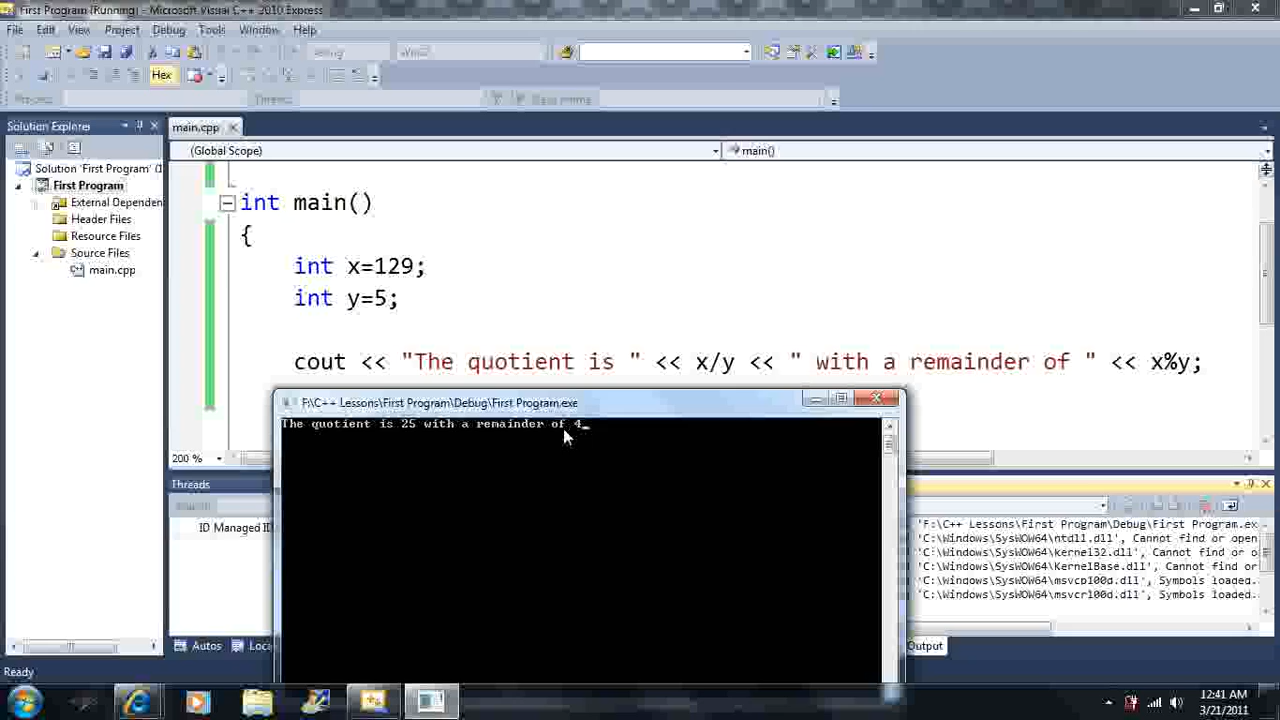 First Program (Running) - Microsoft Visual C++ 2010 Express
File Edit View Project Debug Tools Window Help
Hex
Solution Explorer
main.cpp
(Global Scope)
main()
Solution 'First Program' (1
First Program
External Dependen
Header Files
Resource Files
Source Files
main.cpp
int main()
{
int x=129;
int y=5;
cout << "The quotient is " << x/y << " with a remainder of " << x%y;
F:\C++ Lessons\First Program\Debug\First Program.exe
The quotient is 25 with a remainder of 4_
200 %
Threads
ID Managed ID
'F:\C++ Lessons\First Program\Debug\First Program.exe
'C:\Windows\SysWOW64\ntdll.dll', Cannot find or open
'C:\Windows\SysWOW64\kernel32.dll', Cannot find or o
'C:\Windows\SysWOW64\KernelBase.dll', Cannot find or
'C:\Windows\SysWOW64\msvcp100d.dll', Symbols loaded.
'C:\Windows\SysWOW64\msvcr100d.dll', Symbols loaded.
Autos
Loca
Output
Ready
12:41 AM
3/21/2011